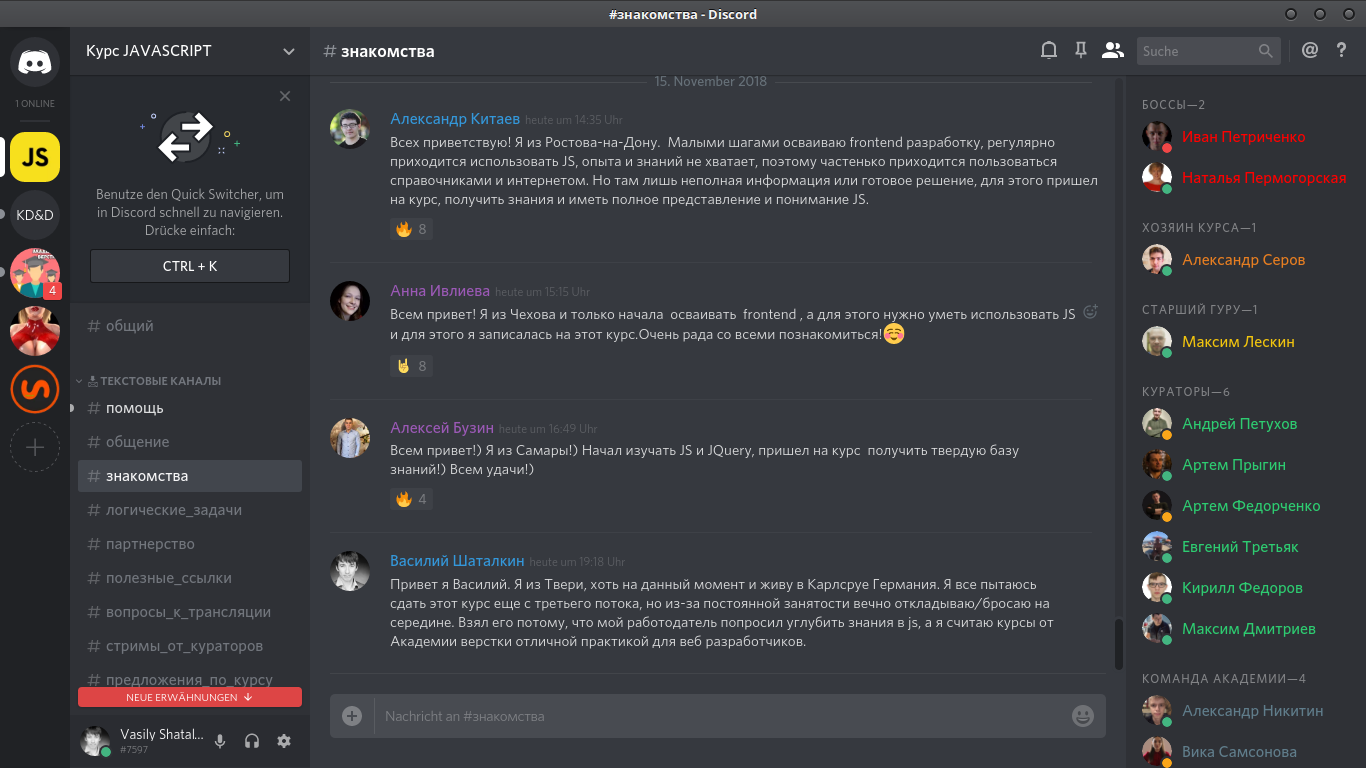 #знакомства - Discord
1 ONLINE
JS
KD&D
4
Курс JAVASCRIPT
Benutze den Quick Switcher, um
in Discord schnell zu navigieren.
Drücke einfach:
CTRL + K
# общий
ТЕКСТОВЫЕ КАНАЛЫ
# помощь
# общение
# знакомства
# логические_задачи
# партнерство
# полезные_ссылки
# вопросы_к_трансляции
# стримы_от_кураторов
# предложения_по_курсу
NEUE ERWÄHNUNGEN ↓
Vasily Shatal...
#7597
# знакомства
Suche
@ ?
15. November 2018
Александр Китаев heute um 14:35 Uhr
Всех приветствую! Я из Ростова-на-Дону. Малыми шагами осваиваю frontend разработку, регулярно
приходится использовать JS, опыта и знаний не хватает, поэтому частенько приходится пользоваться
справочниками и интернетом. Но там лишь неполная информация или готовое решение, для этого пришел
на курс, получить знания и иметь полное представление и понимание JS.
🔥 8
Анна Ивлиева heute um 15:15 Uhr
Всем привет! Я из Чехова и только начала осваивать frontend , а для этого нужно уметь использовать JS
и для этого я записалась на этот курс.Очень рада со всеми познакомиться!☺️
🤘 8
Алексей Бузин heute um 16:49 Uhr
Всем привет!) Я из Самары!) Начал изучать JS и JQuery, пришел на курс получить твердую базу
знаний!) Всем удачи!)
🔥 4
Василий Шаталкин heute um 19:18 Uhr
Привет я Василий. Я из Твери, хоть на данный момент и живу в Карлсруе Германия. Я все пытаюсь
сдать этот курс еще с третьего потока, но из-за постоянной занятости вечно откладываю/бросаю на
середине. Взял его потому, что мой работодатель попросил углубить знания в js, а я считаю курсы от
Академии верстки отличной практикой для веб разработчиков.
Nachricht an #знакомства
БОССЫ—2
Иван Петриченко
Наталья Пермогорская
ХОЗЯИН КУРСА—1
Александр Серов
СТАРШИЙ ГУРУ—1
Максим Лескин
КУРАТОРЫ—6
Андрей Петухов
Артем Прыгин
Артем Федорченко
Евгений Третьяк
Кирилл Федоров
Максим Дмитриев
КОМАНДА АКАДЕМИИ—4
Александр Никитин
Вика Самсонова